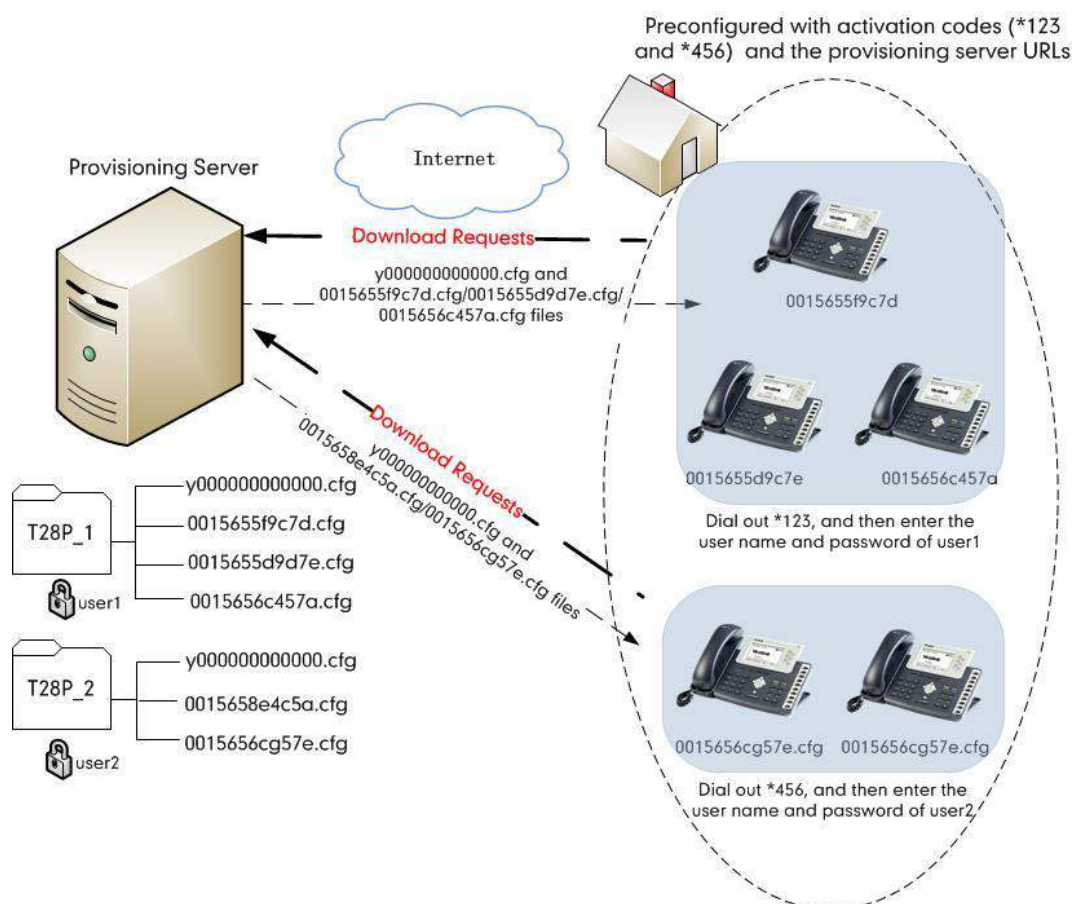 Preconfigured with activation codes (*123
and *456) and the provisioning server URLs
Internet
Provisioning Server
Download Requests
y000000000000.cfg and
0015655f9c7d.cfg/0015655d9d7e.cfg/
0015656c457a.cfg files
0015655f9c7d
0015655d9c7e
0015656c457a
Dial out *123, and then enter the
user name and password of user1
Download Requests
y000000000000.cfg and
0015658e4c5a.cfg/0015656cg57e.cfg files
T28P_1
user1
y000000000000.cfg
0015655f9c7d.cfg
0015655d9d7e.cfg
0015656c457a.cfg
T28P_2
user2
y000000000000.cfg
0015658e4c5a.cfg
0015656cg57e.cfg
0015656cg57e.cfg
0015656cg57e.cfg
Dial out *456, and then enter the
user name and password of user2